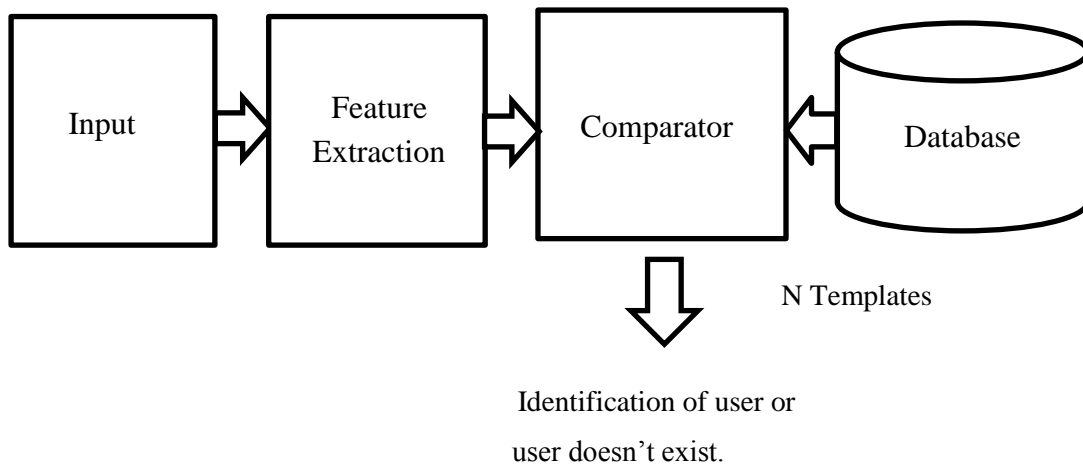 Input
Feature
Extraction
Comparator
Database
N Templates
Identification of user or
user doesn’t exist.